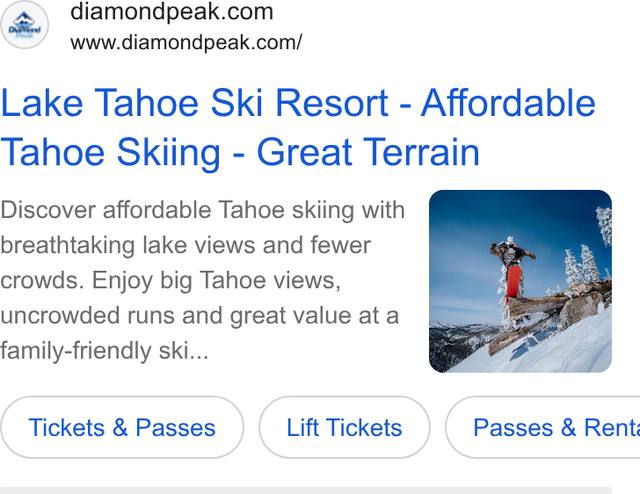 diamondpeak.com
www.diamondpeak.com/
Lake Tahoe Ski Resort - Affordable
Tahoe Skiing - Great Terrain
Discover affordable Tahoe skiing with
breathtaking lake views and fewer
crowds. Enjoy big Tahoe views,
uncrowded runs and great value at a
family-friendly ski...
Tickets & Passes
Lift Tickets
Passes &